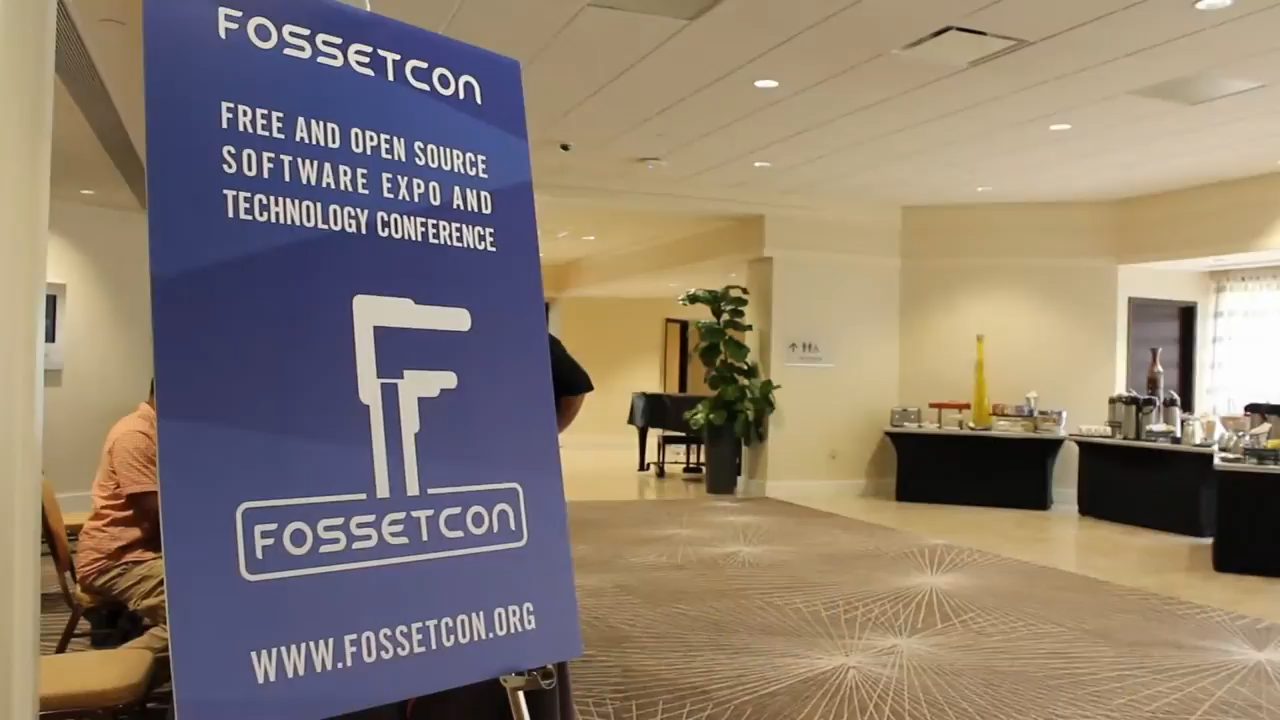 FOSSETCON
FREE AND OPEN SOURCE
SOFTWARE EXPO AND
TECHNOLOGY CONFERENCE
FOSSETCON
WWW.FOSSETCON.ORG